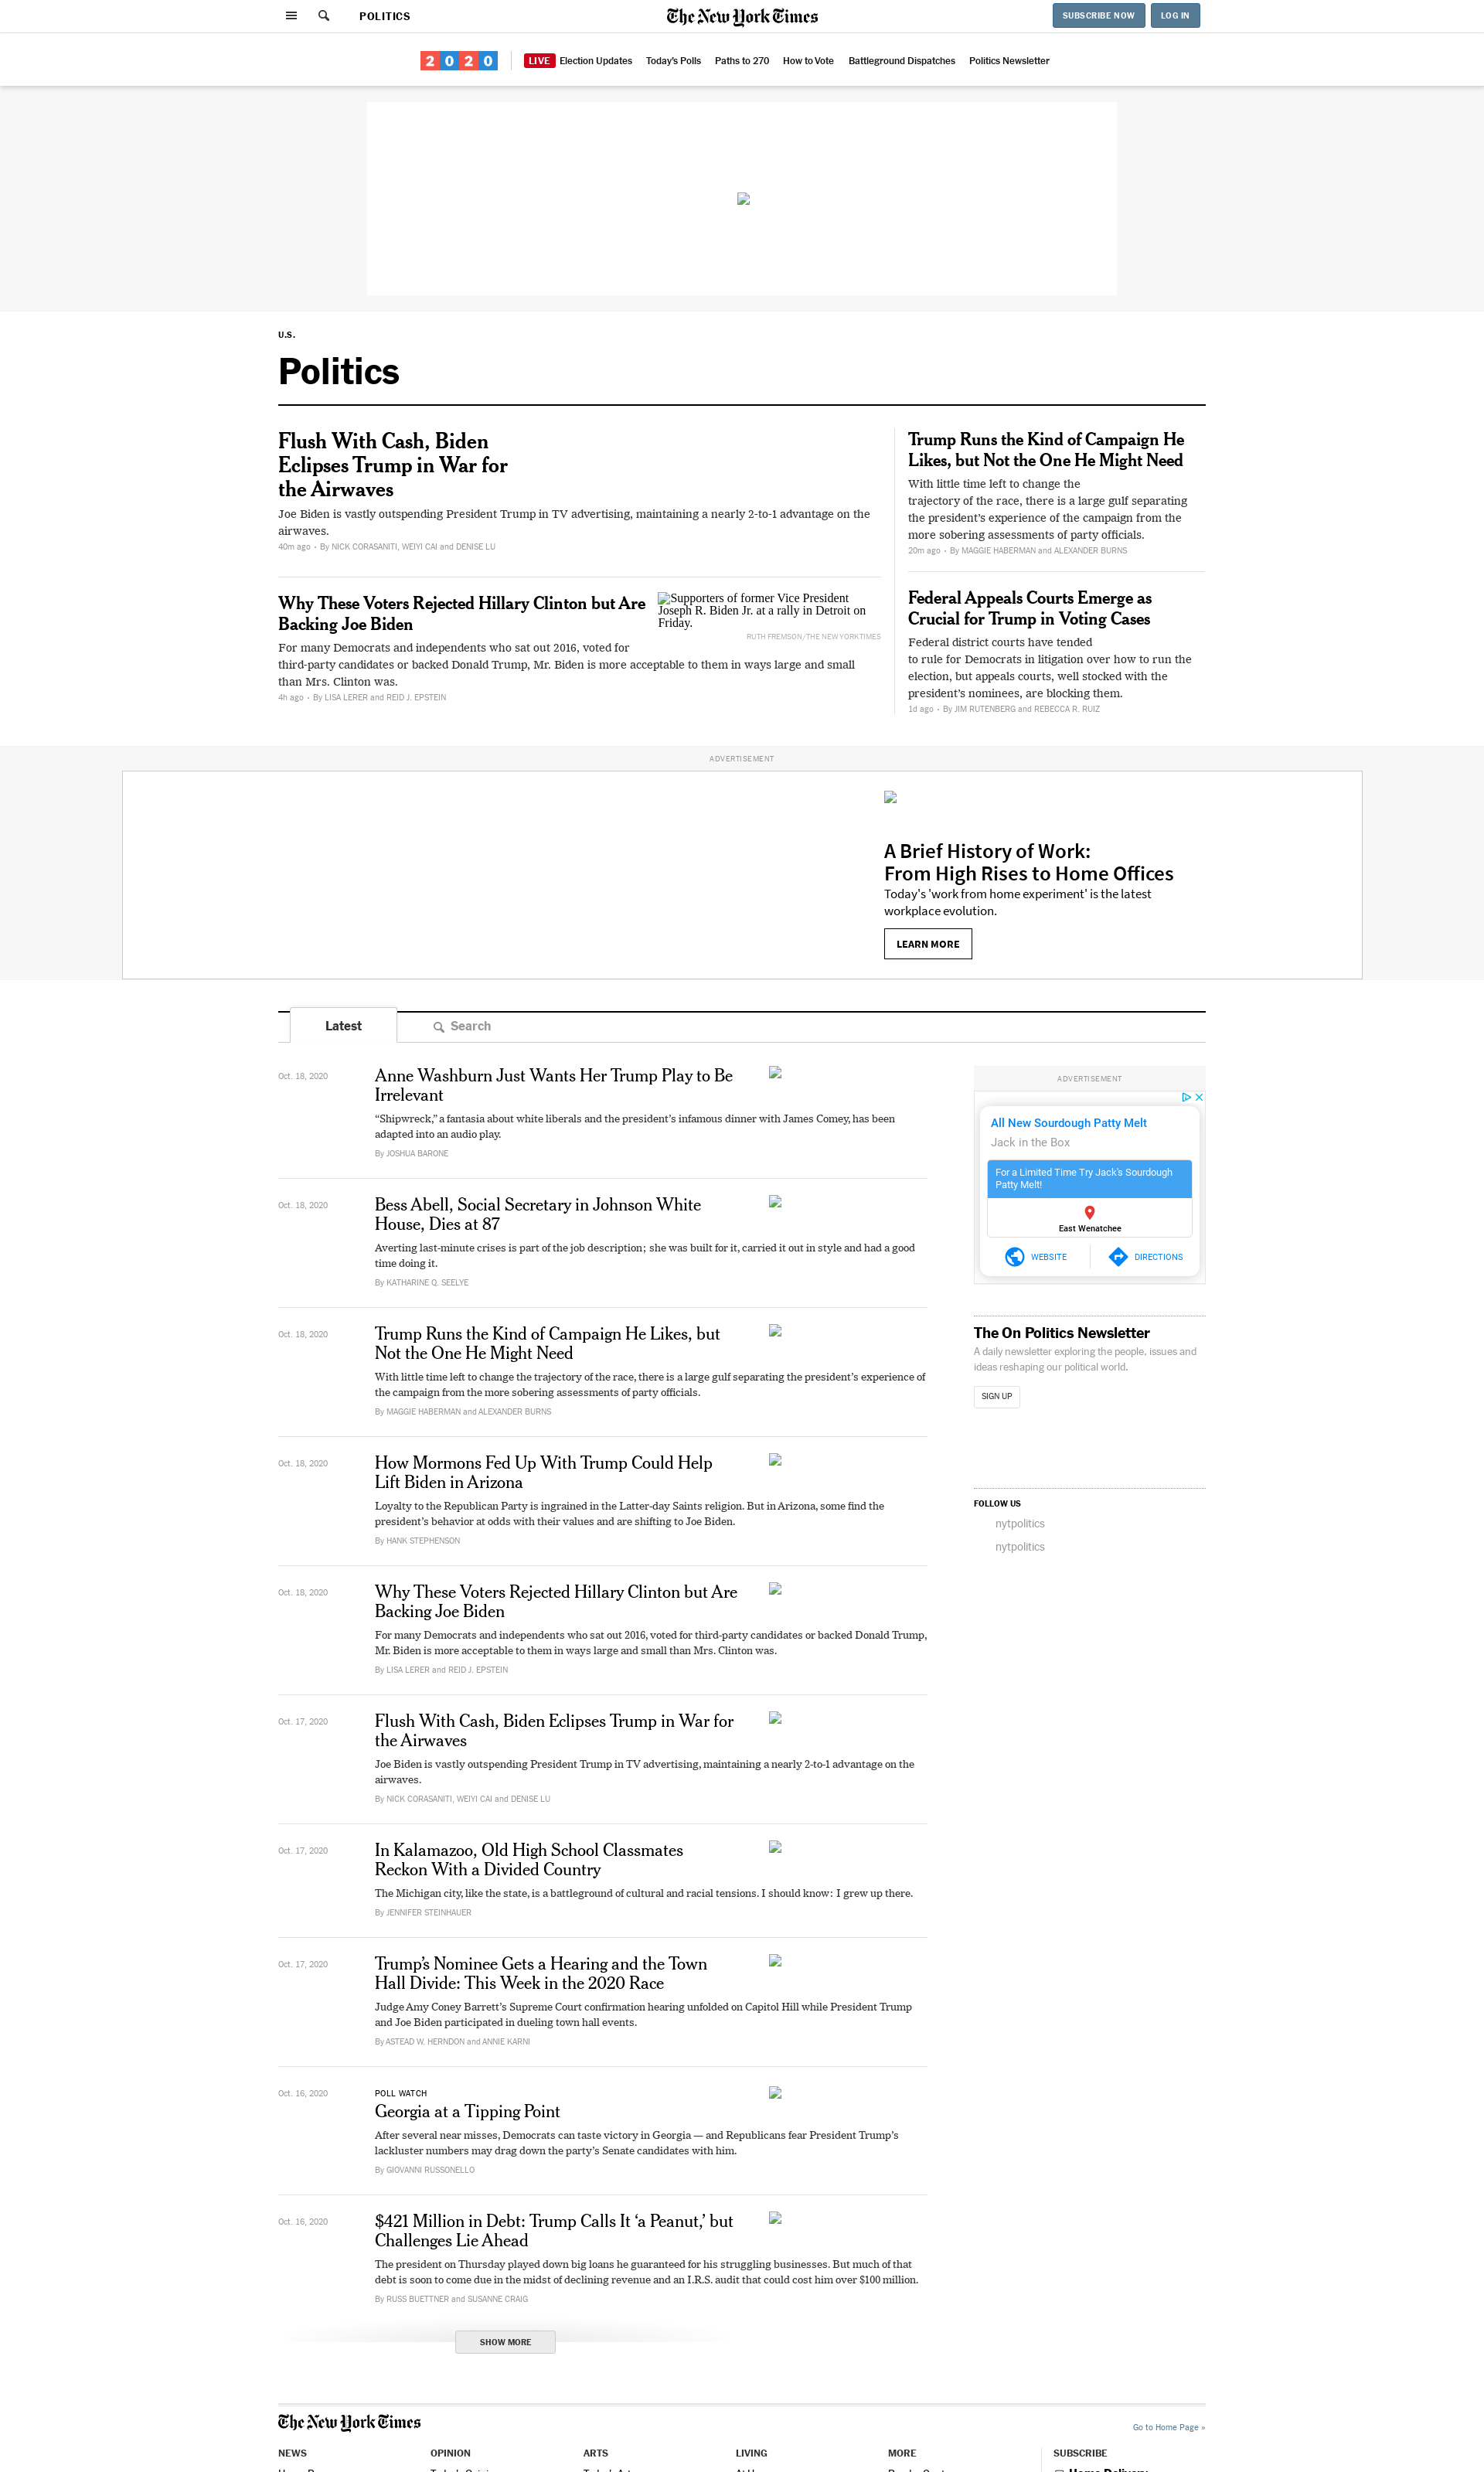 POLITICS
The New York Times
SUBSCRIBE NOW
LOG IN
2020
LIVE Election Updates
Today's Polls
Paths to 270
How to Vote
Battleground Dispatches
Politics Newsletter
U.S.
Politics
Flush With Cash, Biden
Eclipses Trump in War for
the Airwaves
Joe Biden is vastly outspending President Trump in TV advertising, maintaining a nearly 2-to-1 advantage on the
airwaves.
40m ago • By NICK CORASANITI, WEIYI CAI and DENISE LU
Why These Voters Rejected Hillary Clinton but Are
Backing Joe Biden
For many Democrats and independents who sat out 2016, voted for
third-party candidates or backed Donald Trump, Mr. Biden is more acceptable to them in ways large and small
than Mrs. Clinton was.
4h ago • By LISA LERER and REID J. EPSTEIN
Supporters of former Vice President
Joseph R. Biden Jr. at a rally in Detroit on
Friday.
RUTH FREMSON/THE NEW YORK TIMES
Trump Runs the Kind of Campaign He
Likes, but Not the One He Might Need
With little time left to change the
trajectory of the race, there is a large gulf separating
the president's experience of the campaign from the
more sobering assessments of party officials.
20m ago • By MAGGIE HABERMAN and ALEXANDER BURNS
Federal Appeals Courts Emerge as
Crucial for Trump in Voting Cases
Federal district courts have tended
to rule for Democrats in litigation over how to run the
election, but appeals courts, well stocked with the
president's nominees, are blocking them.
1d ago • By JIM RUTENBERG and REBECCA R. RUIZ
ADVERTISEMENT
A Brief History of Work:
From High Rises to Home Offices
Today's 'work from home experiment' is the latest
workplace evolution.
LEARN MORE
Latest
Search
Oct. 18, 2020
Anne Washburn Just Wants Her Trump Play to Be
Irrelevant
“Shipwreck,” a fantasia about white liberals and the president’s infamous dinner with James Comey, has been
adapted into an audio play.
By JOSHUA BARONE
Oct. 18, 2020
Bess Abell, Social Secretary in Johnson White
House, Dies at 87
Averting last-minute crises is part of the job description; she was built for it, carried it out in style and had a good
time doing it.
By KATHARINE Q. SEELYE
Oct. 18, 2020
Trump Runs the Kind of Campaign He Likes, but
Not the One He Might Need
With little time left to change the trajectory of the race, there is a large gulf separating the president’s experience of
the campaign from the more sobering assessments of party officials.
By MAGGIE HABERMAN and ALEXANDER BURNS
Oct. 18, 2020
How Mormons Fed Up With Trump Could Help
Lift Biden in Arizona
Loyalty to the Republican Party is ingrained in the Latter-day Saints religion. But in Arizona, some find the
president’s behavior at odds with their values and are shifting to Joe Biden.
By HANK STEPHENSON
Oct. 18, 2020
Why These Voters Rejected Hillary Clinton but Are
Backing Joe Biden
For many Democrats and independents who sat out 2016, voted for third-party candidates or backed Donald Trump,
Mr. Biden is more acceptable to them in ways large and small than Mrs. Clinton was.
By LISA LERER and REID J. EPSTEIN
Oct. 17, 2020
Flush With Cash, Biden Eclipses Trump in War for
the Airwaves
Joe Biden is vastly outspending President Trump in TV advertising, maintaining a nearly 2-to-1 advantage on the
airwaves.
By NICK CORASANITI, WEIYI CAI and DENISE LU
Oct. 17, 2020
In Kalamazoo, Old High School Classmates
Reckon With a Divided Country
The Michigan city, like the state, is a battleground of cultural and racial tensions. I should know: I grew up there.
By JENNIFER STEINHAUER
Oct. 17, 2020
Trump’s Nominee Gets a Hearing and the Town
Hall Divide: This Week in the 2020 Race
Judge Amy Coney Barrett’s Supreme Court confirmation hearing unfolded on Capitol Hill while President Trump
and Joe Biden participated in dueling town hall events.
By ASTEAD W. HERNDON and ANNIE KARNI
Oct. 16, 2020
POLL WATCH
Georgia at a Tipping Point
After several near misses, Democrats can taste victory in Georgia — and Republicans fear President Trump’s
lackluster numbers may drag down the party’s Senate candidates with him.
By GIOVANNI RUSSONELLO
Oct. 16, 2020
$421 Million in Debt: Trump Calls It ‘a Peanut,’ but
Challenges Lie Ahead
The president on Thursday played down big loans he guaranteed for his struggling businesses. But much of that
debt is soon to come due in the midst of declining revenue and an I.R.S. audit that could cost him over $100 million.
By RUSS BUETTNER and SUSANNE CRAIG
SHOW MORE
ADVERTISEMENT
All New Sourdough Patty Melt
Jack in the Box
For a Limited Time Try Jack's Sourdough
Patty Melt!
East Wenatchee
WEBSITE
DIRECTIONS
The On Politics Newsletter
A daily newsletter exploring the people, issues and
ideas reshaping our political world.
SIGN UP
FOLLOW US
nytpolitics
nytpolitics
The New York Times
Go to Home Page »
NEWS
OPINION
ARTS
LIVING
MORE
SUBSCRIBE